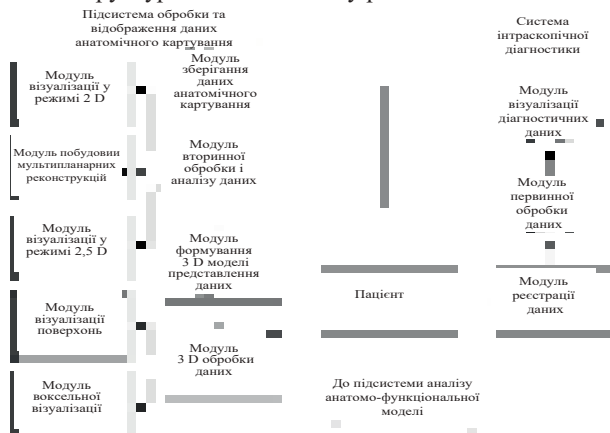 Підсистема обробки та
відображення даних
анатомічного картування
Система
інтраскопічної
діагностики
Модуль
візуалізації у
режимі 2 D
Модуль
зберігання
даних
анатомічного
картування
Модуль
візуалізації
діагностичних
даних
Модуль побудовии
мультипланарних
реконструкцій
Модуль
вторинної
обробки і
аналізу даних
Модуль
первинної
обробки
даних
Модуль
візуалізації у
режимі 2,5 D
Модуль
формування
3 D моделі
представлення
даних
Пацієнт
Модуль
реєстрації
даних
Модуль
візуалізації
поверхонь
Модуль
3 D обробки
даних
Модуль
воксельної
візуалізації
До підсистеми аналізу
анатомо-функціональної
моделі